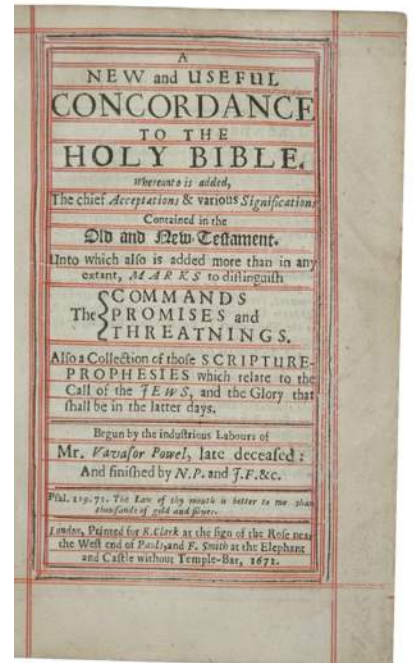 A
NEW and USEFUL
CONCORDANCE
TO THE
HOLY BIBLE.
Whereunto is added,
The chief Acceptations & various Significations
Contained in the
Old and New-Testament.
Unto which also is added more than in any
extant, MARKS to distinguish
The { COMMANDS
PROMISES and
THREATNINGS.
Also a Collection of those SCRIPTURE-
PROPHESIES which relate to the
Call of the JEWS, and the Glory that
shall be in the latter days.
Begun by the industrious Labours of
Mr. Vavasor Powel, late deceased:
And finished by N.P. and J.F. &c.
Psal. 119.72. The Law of thy mouth is better to me than
thousands of gold and silver.
London, Printed for R. Clark at the sign of the Rose near
the West end of Pauls, and F. Smith at the Elephant
and Castle without Temple-Bar, 1671.